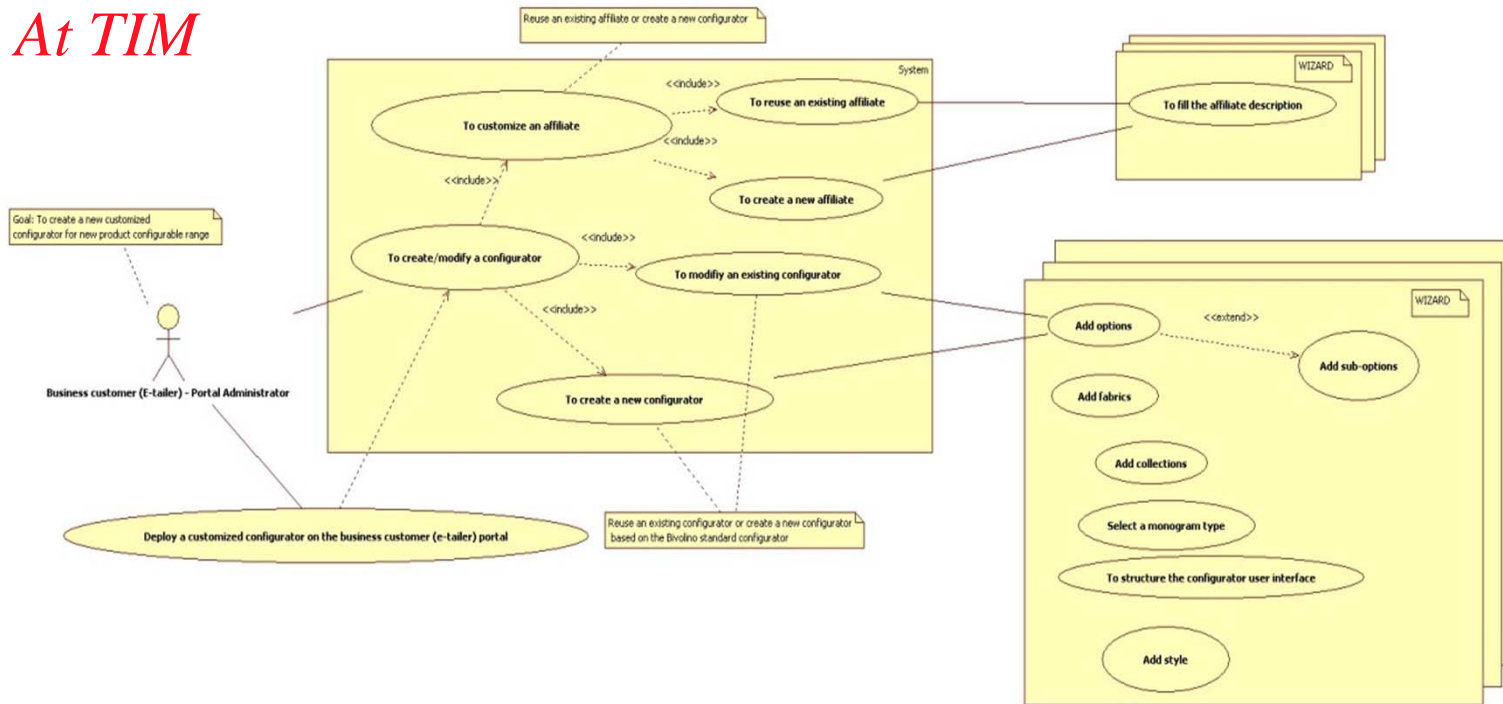 At TIM
Reuse an existing affiliate or create a new configurator
System
WIZARD
<<include>>
To reuse an existing affiliate
To fill the affiliate description
To customize an affiliate
<<include>>
<<include>>
To create a new affiliate
Goal: To create a new customized
configurator for new product configurable range
<<include>>
To create/modify a configurator
To modifiy an existing configurator
WIZARD
<<include>>
Add options
<<extend>>
Add sub-options
Business customer (E-tailer) - Portal Administrator
To create a new configurator
Add fabrics
Add collections
Reuse an existing configurator or create a new configurator
based on the Bivolino standard configurator
Select a monogram type
Deploy a customized configurator on the business customer (e-tailer) portal
To structure the configurator user interface
Add style